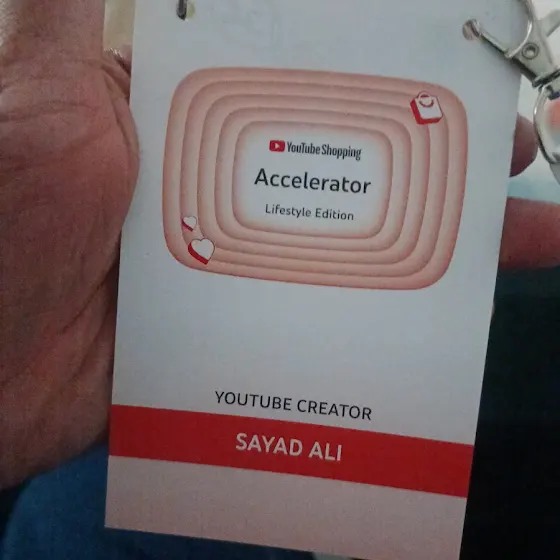 YouTube Shopping
Accelerator
Lifestyle Edition
YOUTUBE CREATOR
SAYAD ALI